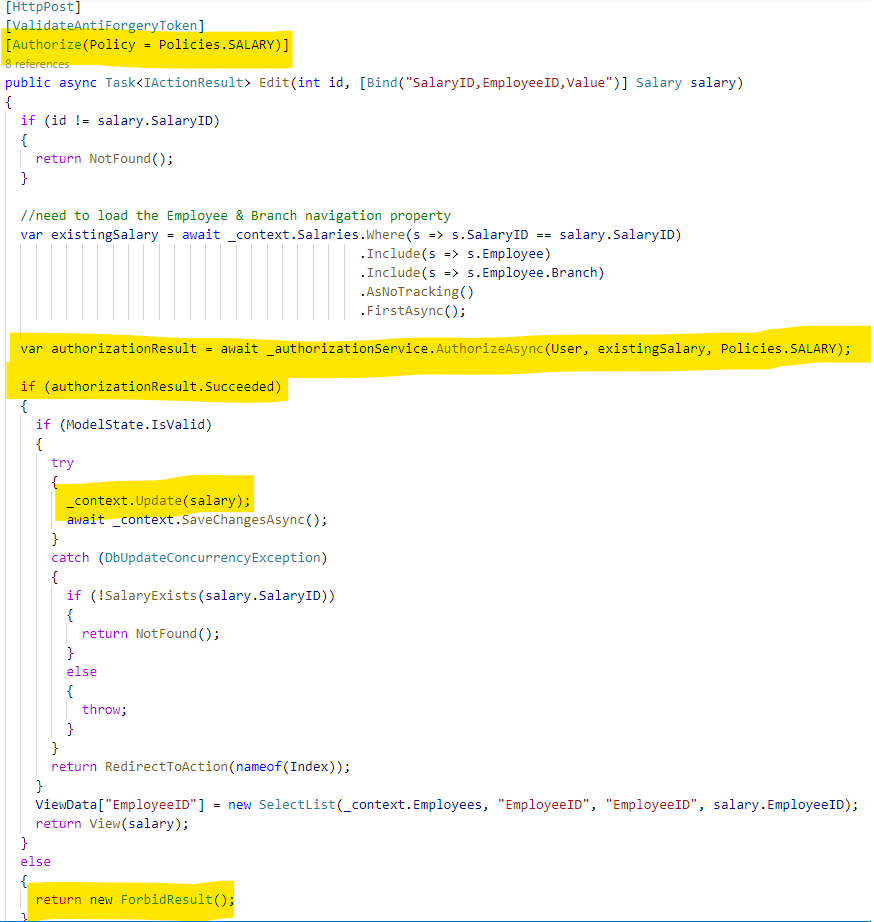 [HttpPost]
[ValidateAntiForgeryToken]
[Authorize(Policy = Policies.SALARY)]
8 references
public async Task<IActionResult> Edit(int id, [Bind("SalaryID,EmployeeID,Value")] Salary salary)
{
if (id != salary.SalaryID)
{
return NotFound();
}
//need to load the Employee & Branch navigation property
var existingSalary = await _context.Salaries.Where(s => s.SalaryID == salary.SalaryID)
.Include(s => s.Employee)
.Include(s => s.Employee.Branch)
.AsNoTracking()
.FirstAsync();
var authorizationResult = await _authorizationService.AuthorizeAsync(User, existingSalary, Policies.SALARY);
if (authorizationResult.Succeeded)
{
if (ModelState.IsValid)
{
try
{
_context.Update(salary);
await _context.SaveChangesAsync();
}
catch (DbUpdateConcurrencyException)
{
if (!SalaryExists(salary.SalaryID))
{
return NotFound();
}
else
{
throw;
}
}
return RedirectToAction(nameof(Index));
}
ViewData["EmployeeID"] = new SelectList(_context.Employees, "EmployeeID", "EmployeeID", salary.EmployeeID);
return View(salary);
}
else
{
return new ForbidResult();
}